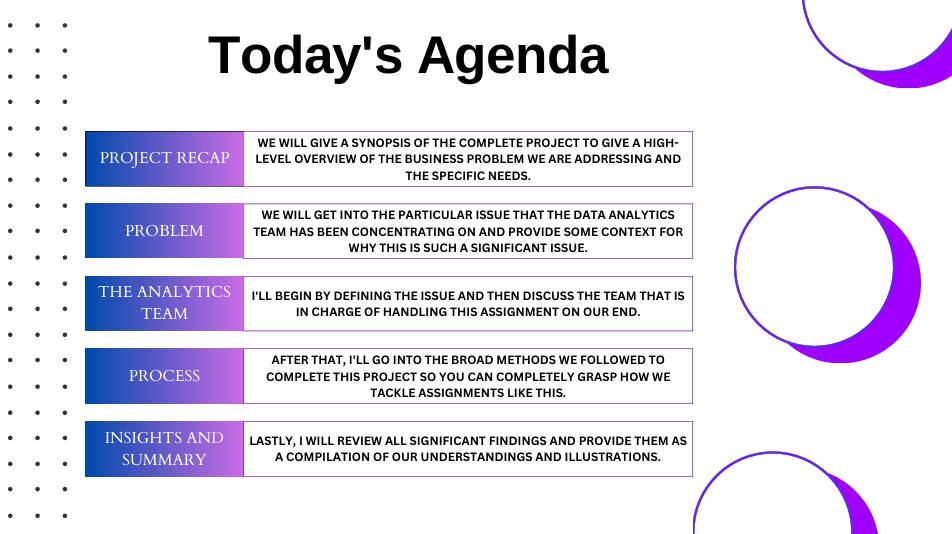 Today's Agenda
PROJECT RECAP
WE WILL GIVE A SYNOPSIS OF THE COMPLETE PROJECT TO GIVE A HIGH-
LEVEL OVERVIEW OF THE BUSINESS PROBLEM WE ARE ADDRESSING AND
THE SPECIFIC NEEDS.
PROBLEM
WE WILL GET INTO THE PARTICULAR ISSUE THAT THE DATA ANALYTICS
TEAM HAS BEEN CONCENTRATING ON AND PROVIDE SOME CONTEXT FOR
WHY THIS IS SUCH A SIGNIFICANT ISSUE.
THE ANALYTICS
TEAM
I'LL BEGIN BY DEFINING THE ISSUE AND THEN DISCUSS THE TEAM THAT IS
IN CHARGE OF HANDLING THIS ASSIGNMENT ON OUR END.
PROCESS
AFTER THAT, I'LL GO INTO THE BROAD METHODS WE FOLLOWED TO
COMPLETE THIS PROJECT SO YOU CAN COMPLETELY GRASP HOW WE
TACKLE ASSIGNMENTS LIKE THIS.
INSIGHTS AND
SUMMARY
LASTLY, I WILL REVIEW ALL SIGNIFICANT FINDINGS AND PROVIDE THEM AS
A COMPILATION OF OUR UNDERSTANDINGS AND ILLUSTRATIONS.